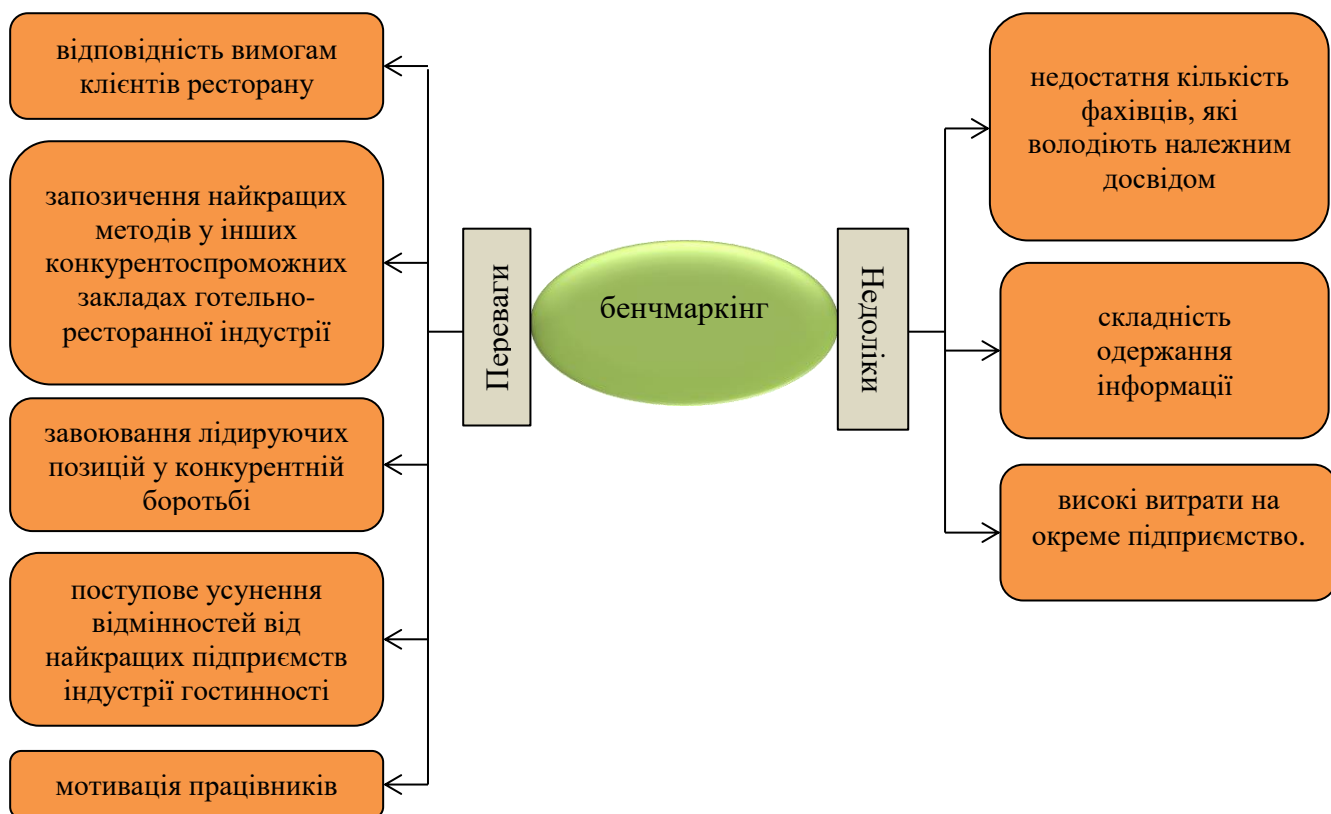 відповідність вимогам
клієнтів ресторану
запозичення найкращих
методів у інших
конкурентоспроможних
закладах готельно-
ресторанної індустрії
завоювання лідируючих
позицій у конкурентній
боротьбі
поступове усунення
відмінностей від
найкращих підприємств
індустрії гостинності
мотивація працівників
Переваги
бенчмаркінг
Недоліки
недостатня кількість
фахівців, які
володіють належним
досвідом
складність
одержання
інформації
високі витрати на
окреме підприємство.